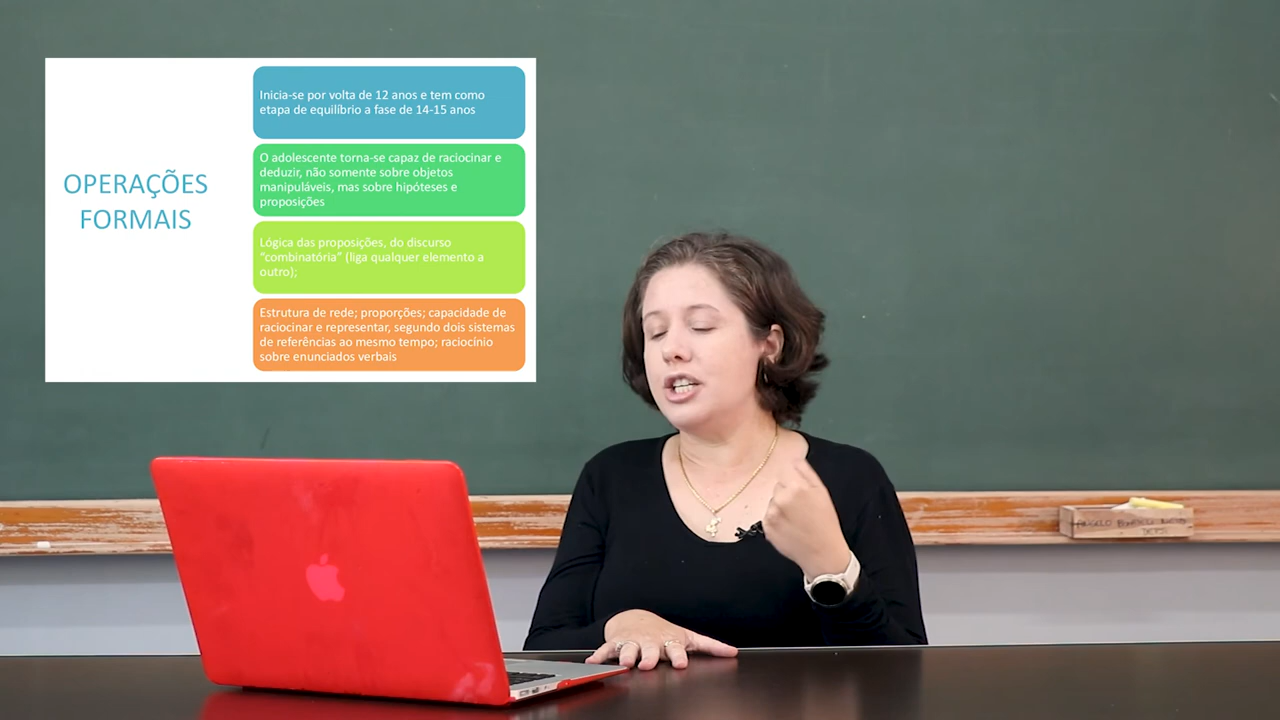 OPERAÇÕES
FORMAIS
Inicia-se por volta de 12 anos e tem como
etapa de equilíbrio a fase de 14-15 anos
O adolescente torna-se capaz de raciocinar e
deduzir, não somente sobre objetos
manipuláveis, mas sobre hipóteses e
proposições
Lógica das proposições, do discurso
“combinatória” (liga qualquer elemento a
outro);
Estrutura de rede; proporções; capacidade de
raciocinar e representar, segundo dois sistemas
de referências ao mesmo tempo; raciocínio
sobre enunciados verbais